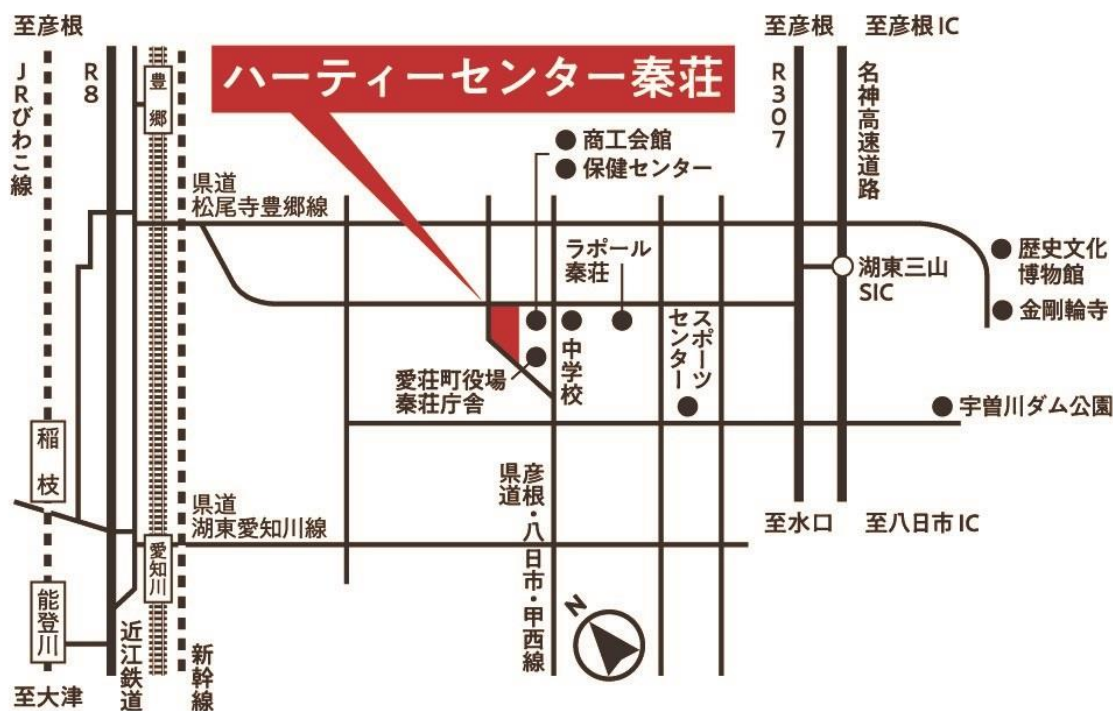 至彦根
至彦根
至彦根 IC
JRびわこ線
R8
豊郷
ハーティーセンター秦荘
R307
名神高速道路
商工会館
保健センター
県道
松尾寺豊郷線
ラポール
秦荘
湖東三山
SIC
歴史文化
博物館
金剛輪寺
中学校
スポーツ
センター
愛荘町役場
秦荘庁舎
宇曽川ダム公園
稲枝
県道
湖東愛知川線
県道
彦根・八日市・甲西線
至水口
至八日市 IC
愛知川
能登川
近江鉄道
新幹線
N
至大津